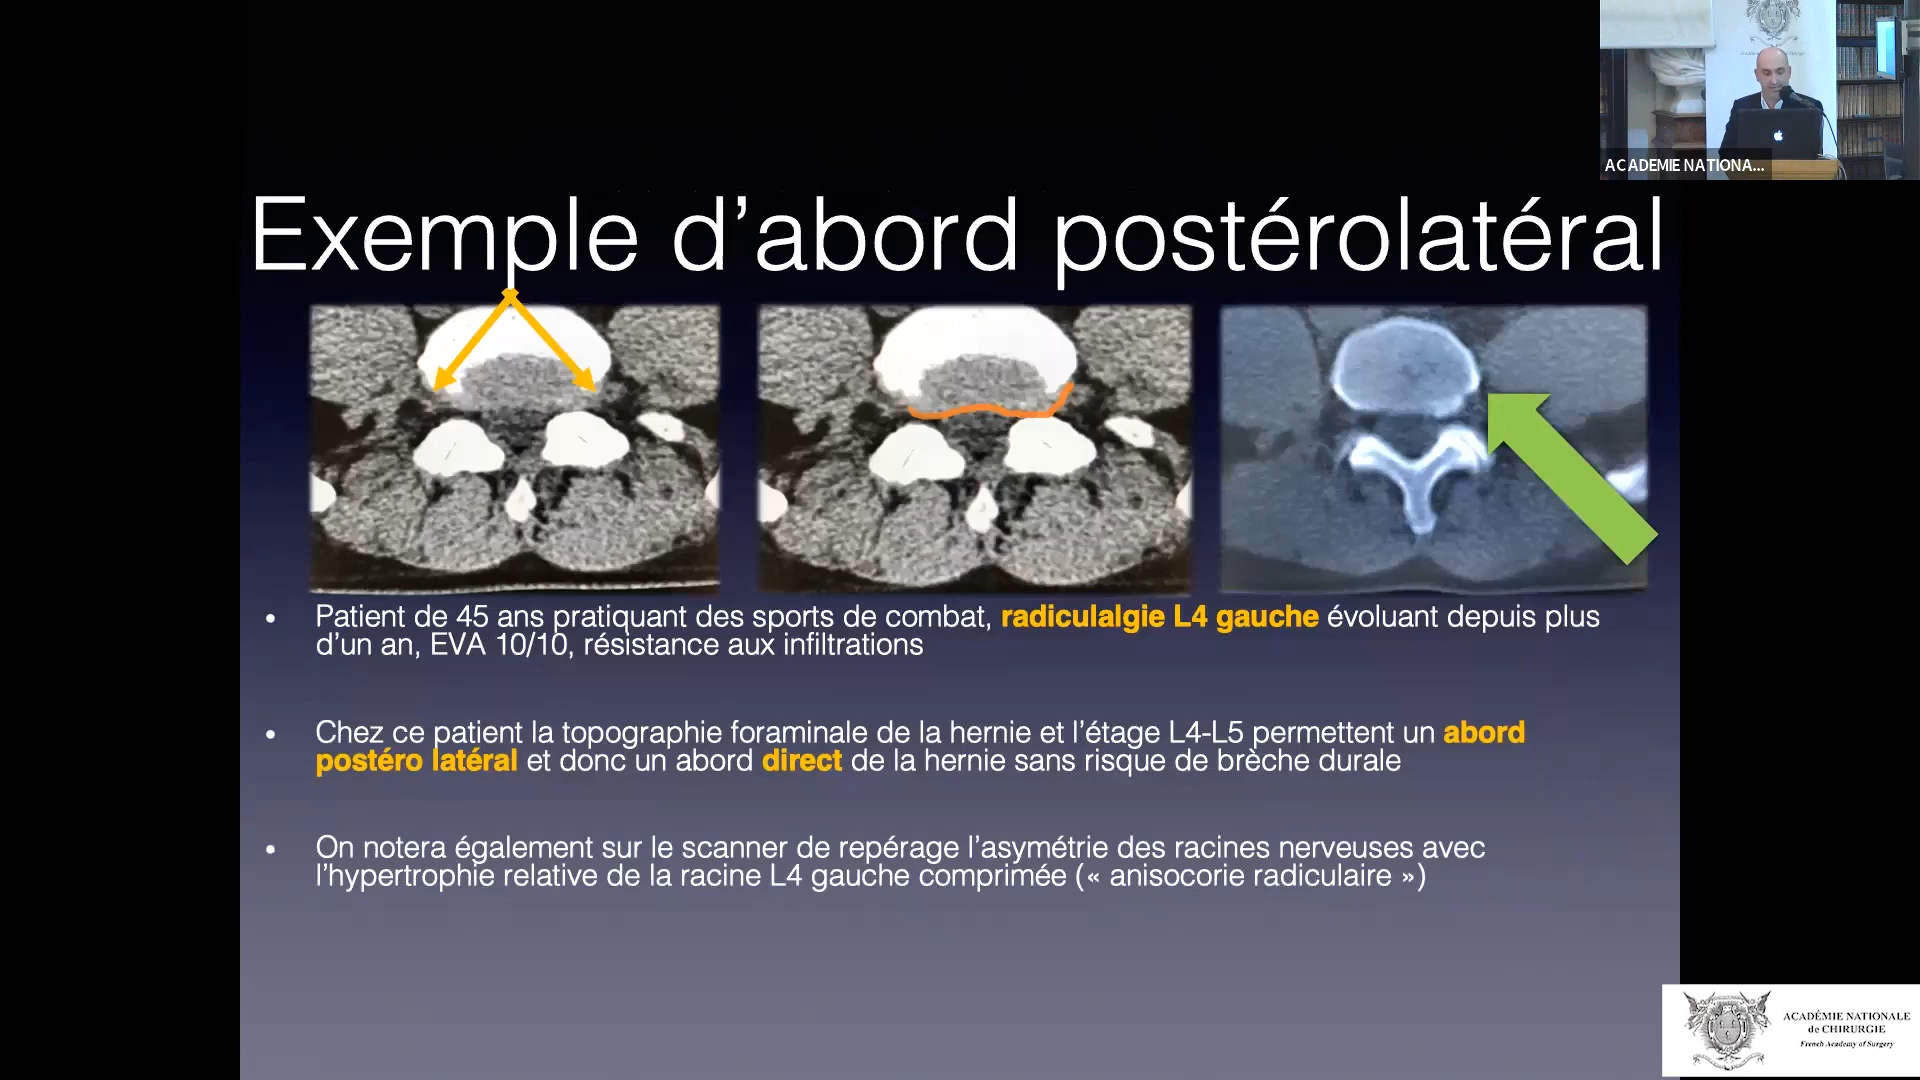 ACADEMIE NATIONA...
Exemple d’abord postérolatéral
• Patient de 45 ans pratiquant des sports de combat, radiculalgie L4 gauche évoluant depuis plus
d’un an, EVA 10/10, résistance aux infiltrations
• Chez ce patient la topographie foraminale de la hernie et l’étage L4-L5 permettent un abord
postéro latéral et donc un abord direct de la hernie sans risque de brèche durale
• On notera également sur le scanner de repérage l’asymétrie des racines nerveuses avec
l’hypertrophie relative de la racine L4 gauche comprimée (« anisocorie radiculaire »)
ACADÉMIE NATIONALE
de CHIRURGIE
French Academy of Surgery